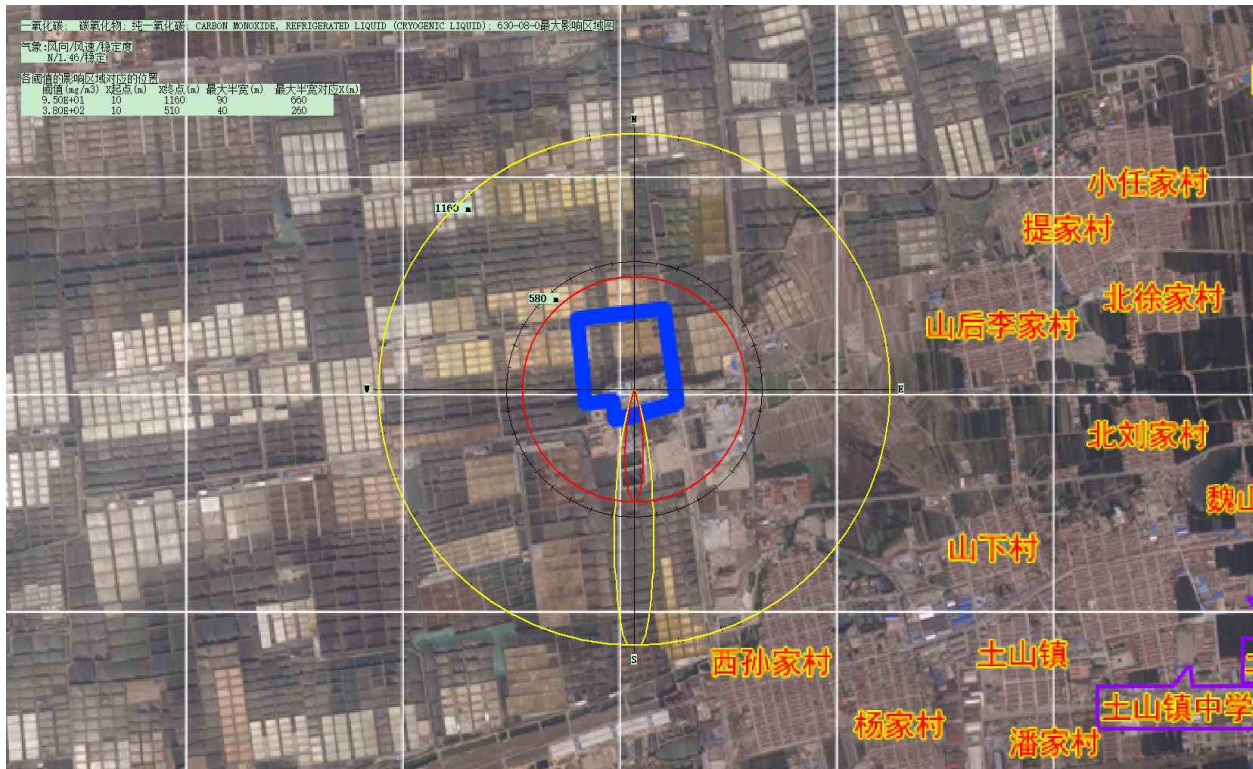 一氧化碳; 碳氧化物; 纯一氧化碳; CARBON MONOXIDE, REFRIGERATED LIQUID (CRYOGENIC LIQUID); 630-08-0最大影响区域图
气象:风向/风速/稳定度
N/1.46/稳定
各阈值的影响区域对应的位置
阈值(mg/m3) X起点(m) X终点(m) 最大半宽(m) 最大半宽对应X(m)
9.50E+01 10 1160 90 660
3.80E+02 10 510 40 260
N
小任家村
1160 m
提家村
580 m
北徐家村
山后李家村
W
E
北刘家村
魏山
山下村
S
西孙家村
土山镇
土山镇中学
杨家村
潘家村